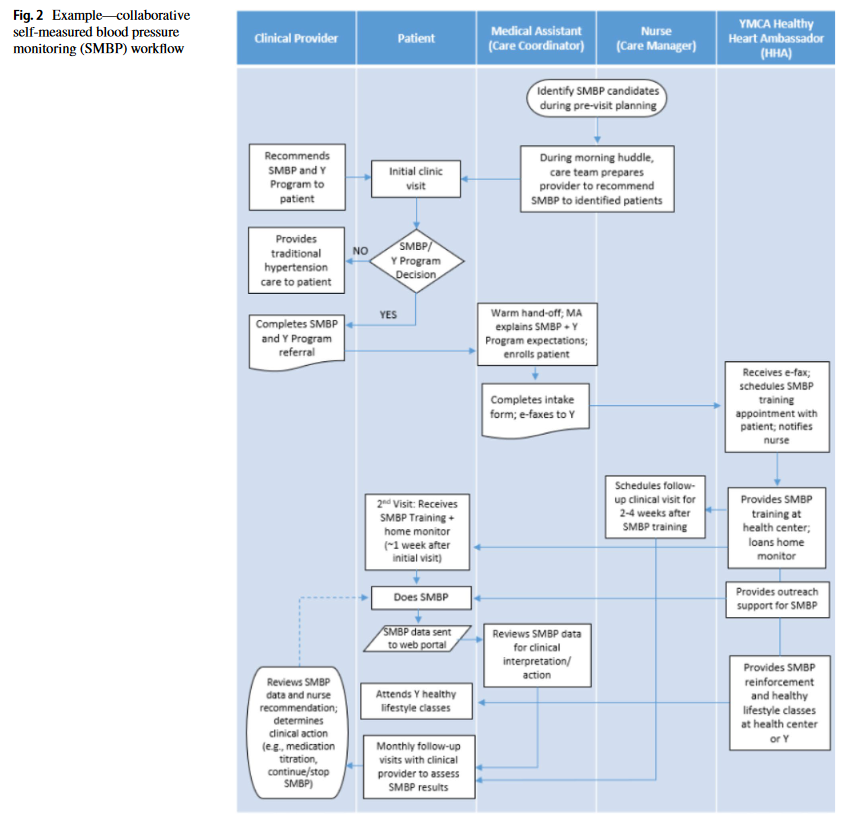 Fig. 2 Example—collaborative
self-measured blood pressure
monitoring (SMBP) workflow
Clinical Provider
Patient
Medical Assistant
(Care Coordinator)
Nurse
(Care Manager)
YMCA Healthy
Heart Ambassador
(HHA)
Identify SMBP candidates
during pre-visit planning
Recommends
SMBP and Y
Program to
patient
Initial clinic
visit
During morning huddle,
care team prepares
provider to recommend
SMBP to identified patients
Provides
traditional
hypertension
care to patient
NO
SMBP/
Y Program
Decision
YES
Completes SMBP
and Y Program
referral
Warm hand-off; MA
explains SMBP + Y
Program expectations;
enrolls patient
Receives e-fax;
schedules SMBP
training
appointment with
patient; notifies
nurse
Completes intake
form; e-faxes to Y
Schedules follow-
up clinical visit for
2-4 weeks after
SMBP training
Provides SMBP
training at
health center;
loans home
monitor
2nd Visit: Receives
SMBP Training +
home monitor
(~1 week after
initial visit)
Does SMBP
Provides outreach
support for SMBP
SMBP data sent
to web portal
Reviews SMBP data
for clinical
interpretation/
action
Provides SMBP
reinforcement
and healthy
lifestyle classes
at health center
or Y
Reviews SMBP
data and nurse
recommendation;
determines
clinical action
(e.g., medication
titration,
continue/stop
SMBP)
Attends Y healthy
lifestyle classes
Monthly follow-up
visits with clinical
provider to assess
SMBP results